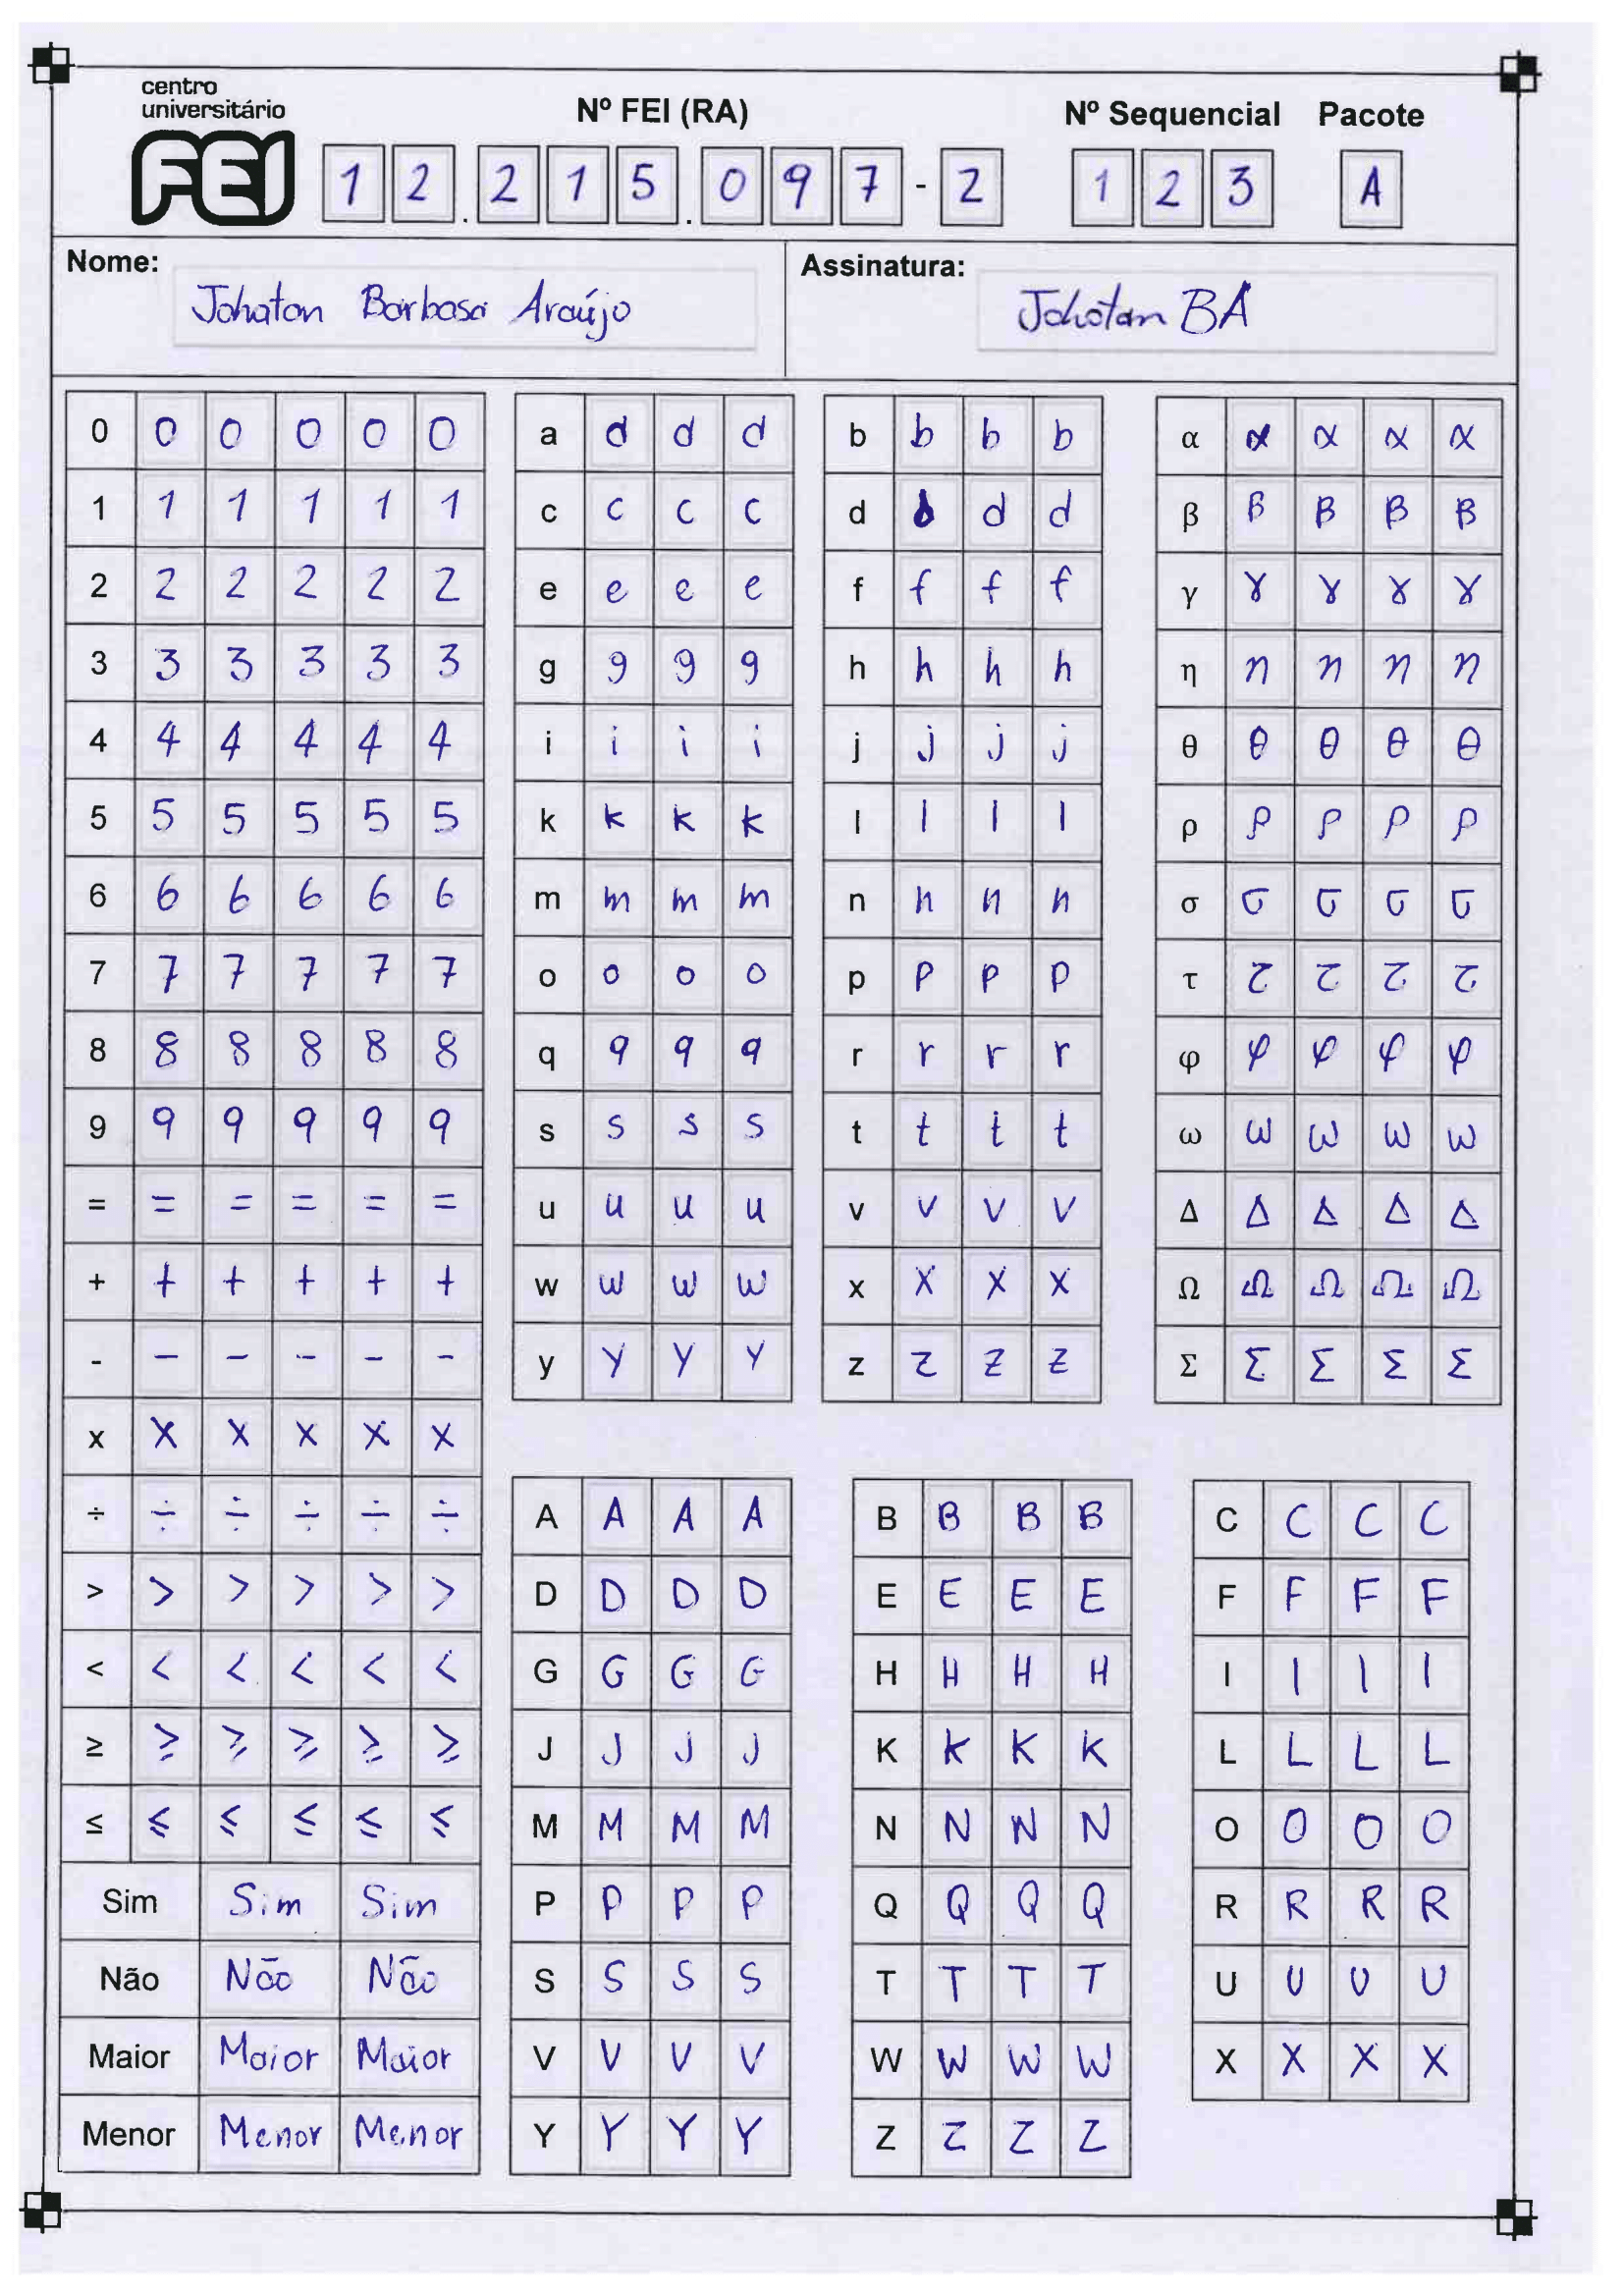 centro
universitário
FEI
Nº FEI (RA) Nº Sequencial Pacote
1 2 . 2 1 5 . 0 9 7 - 2 1 2 3 A
Nome: Johatan Barbosa Araújo Assinatura: Johatan BA
0 0 0 0 0 0 a a a a b b b b α α α α α
1 1 1 1 1 1 c c c c d d d β β β β β
2 2 2 2 2 2 e e e e f f f f γ γ γ γ γ
3 3 3 3 3 3 g g g g h h h h η η η η η
4 4 4 4 4 4 i i i i j j j j θ θ θ θ θ
5 5 5 5 5 5 k k k k l l l l ρ ρ ρ ρ ρ
6 6 6 6 6 6 m m m m n n n n σ σ σ σ σ
7 7 7 7 7 7 o o o o p p p p τ τ τ τ τ
8 8 8 8 8 8 q q q q r r r r φ φ φ φ φ
9 9 9 9 9 9 s s s s t t t t ω ω ω ω ω
= = = = = = u u u u v v v v Δ Δ Δ Δ Δ
+ + + + + + w w w w x x x x Ω Ω Ω Ω Ω
- - - - - - y y y y z z z z Σ Σ Σ Σ Σ
x x x x x x
÷ ÷ ÷ ÷ ÷ ÷ A A A A B B B B C C C C
> > > > > > D D D D E E E E F F F F
< < < < < < G G G G H H H H I I I I
≥ ≥ ≥ ≥ ≥ ≥ J J J J K K K K L L L L
≤ ≤ ≤ ≤ ≤ ≤ M M M M N N N N O O O O
Sim Sim Sim P P P P Q Q Q Q R R R R
Não Não Não S S S S T T T T U U U U
Maior Maior Maior V V V V W W W W X X X X
Menor Menor Menor Y Y Y Y Z Z Z Z